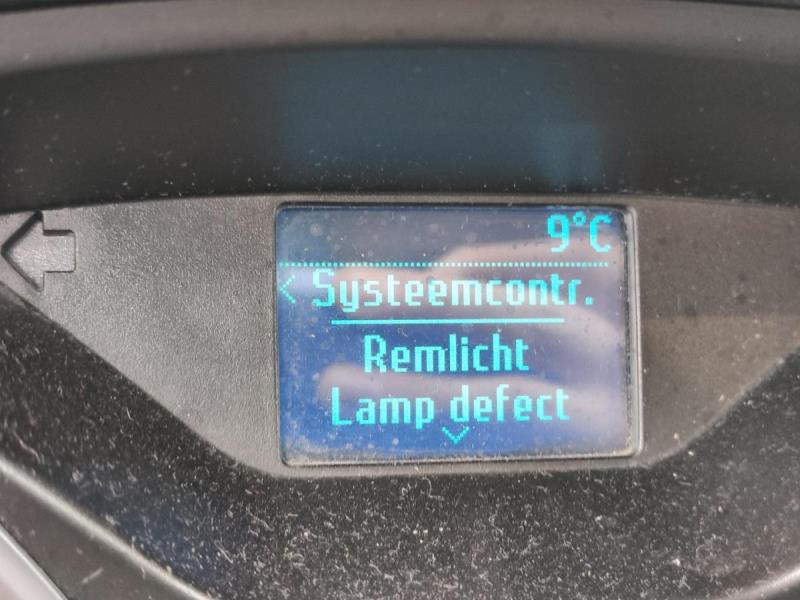 9°C
< Systeemcontr.
Remlicht
Lamp defect